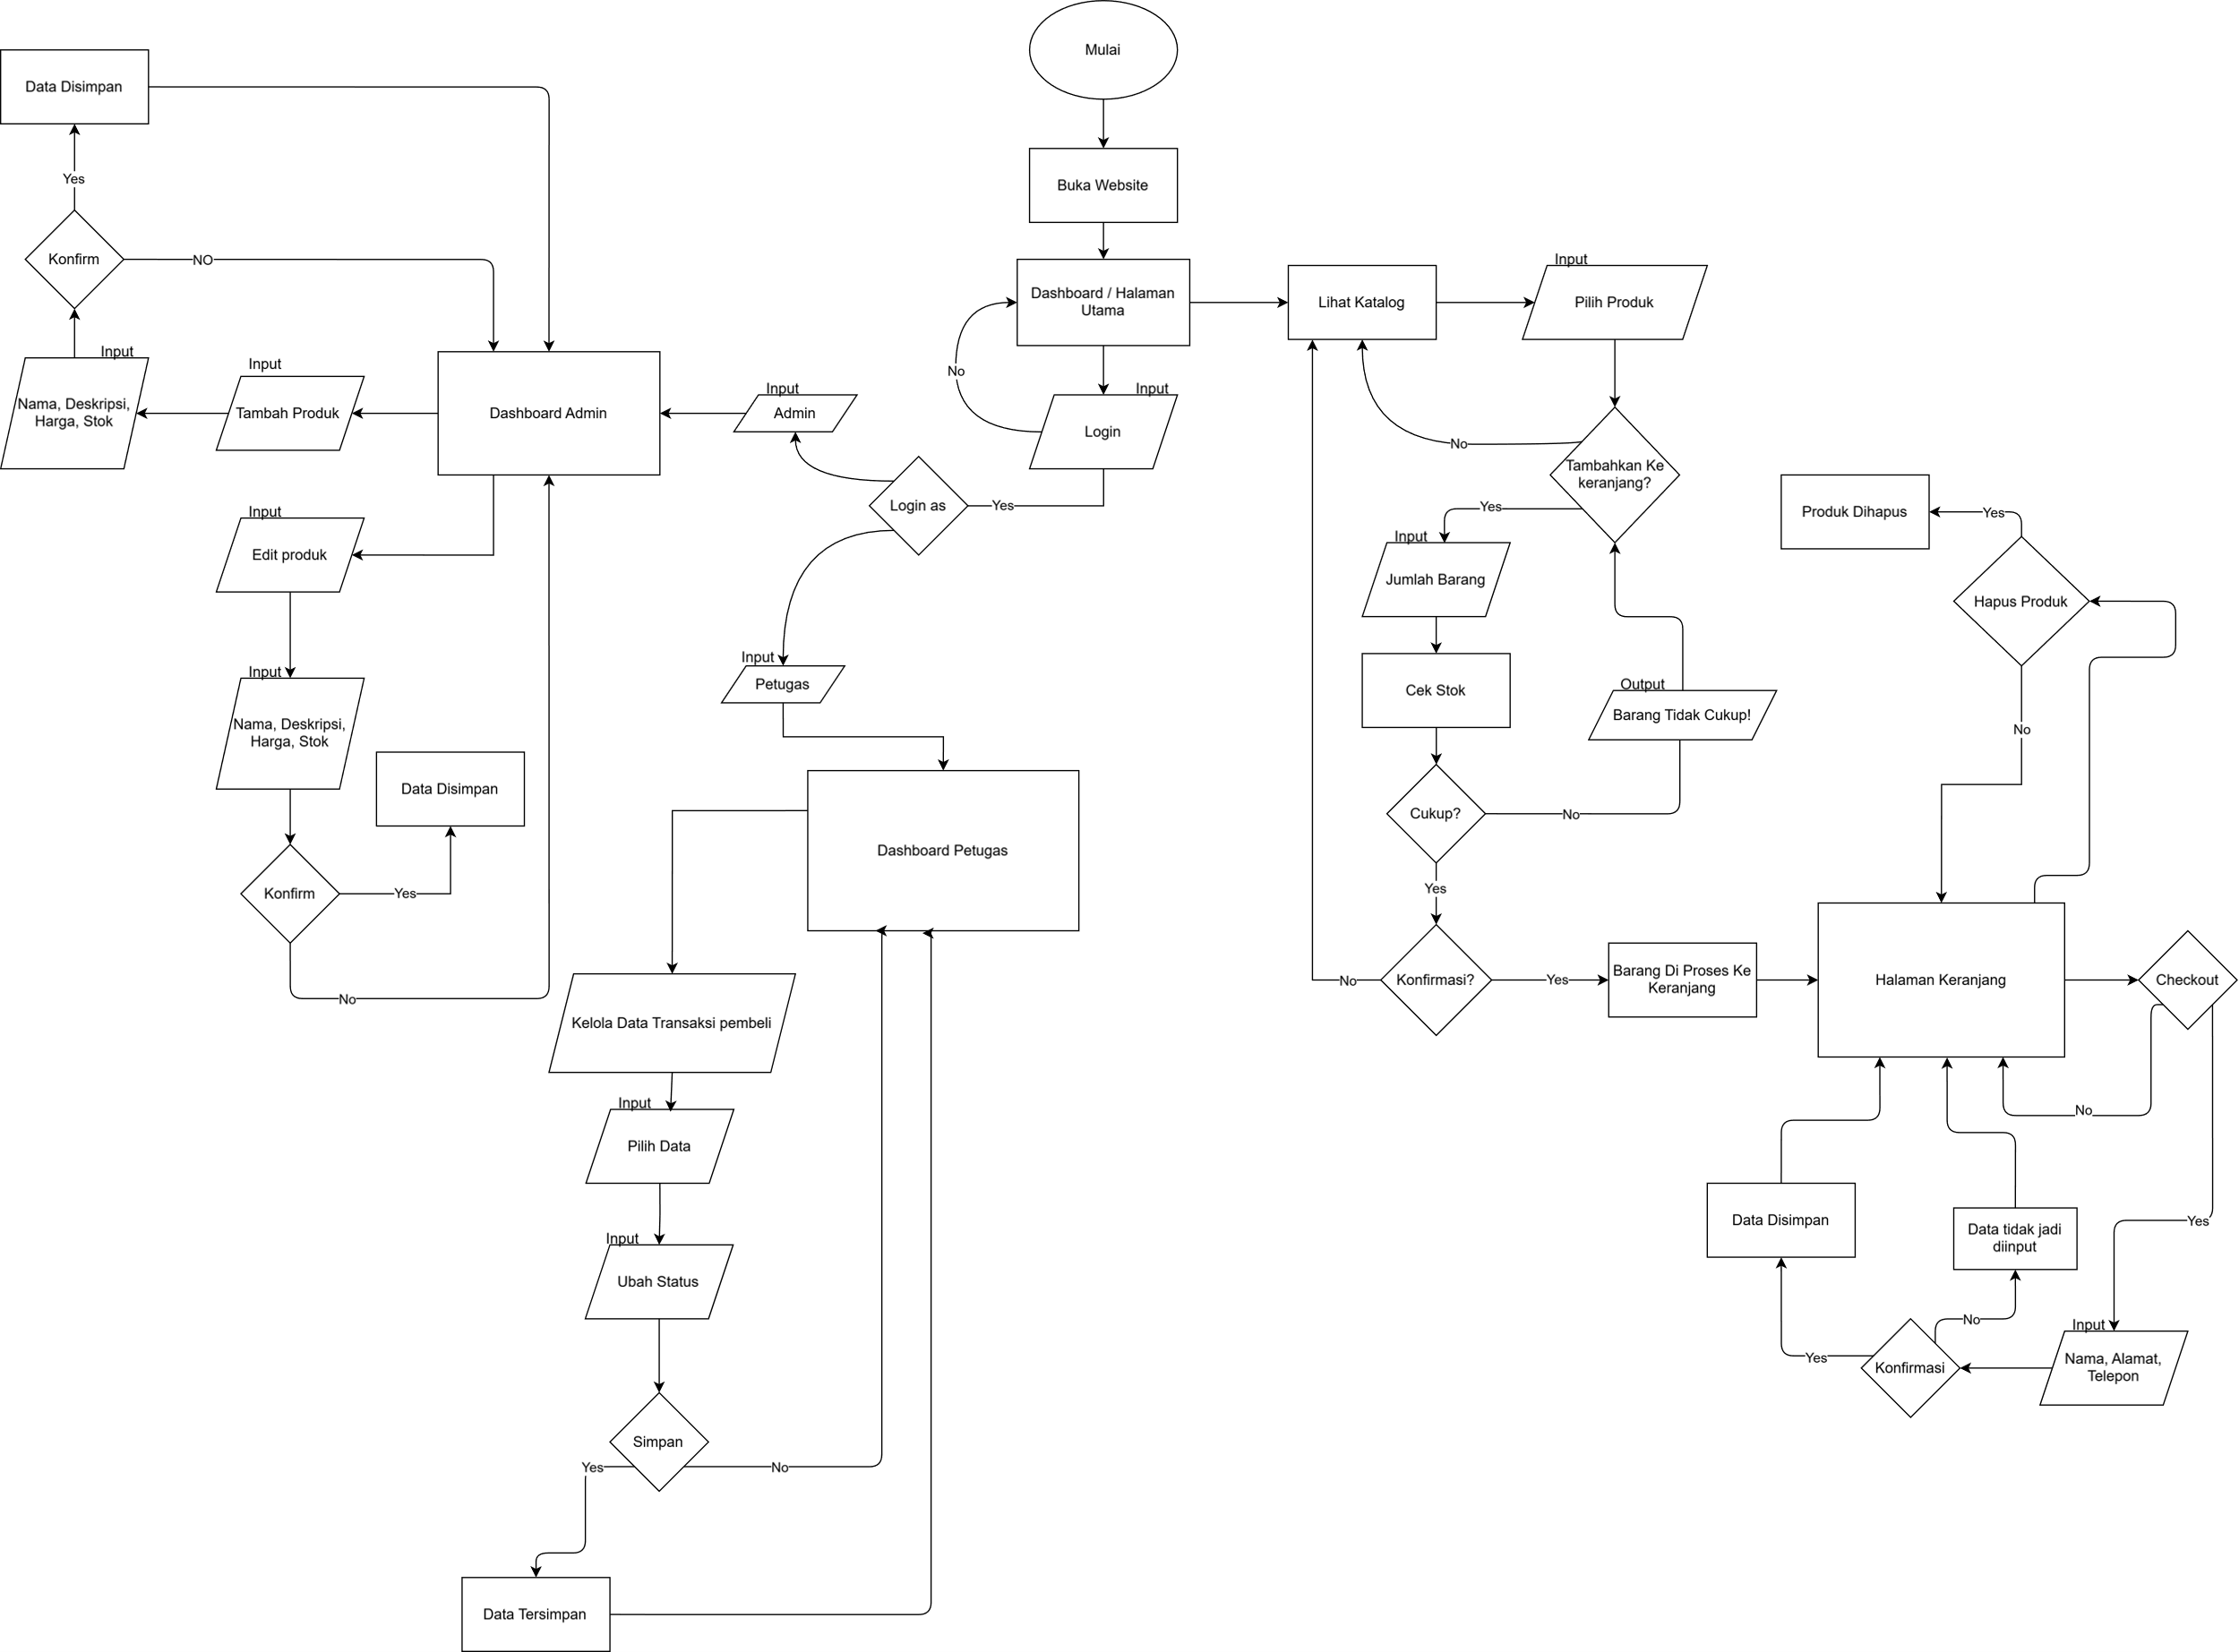 Mulai
Buka Website
Dashboard / Halaman
Utama
No
Input
Login
Yes
Login as
Input
Admin
Dashboard Admin
Input
Tambah Produk
Input
Nama, Deskripsi,
Harga, Stok
Konfirm
NO
Yes
Data Disimpan
Input
Edit produk
Input
Nama, Deskripsi,
Harga, Stok
Konfirm
Yes
Data Disimpan
No
Input
Petugas
Dashboard Petugas
Kelola Data Transaksi pembeli
Input
Pilih Data
Input
Ubah Status
Simpan
No
Yes
Data Tersimpan
Lihat Katalog
Input
Pilih Produk
Tambahkan Ke
keranjang?
No
Yes
Input
Jumlah Barang
Cek Stok
Cukup?
No
Output
Barang Tidak Cukup!
Yes
Konfirmasi?
No
Yes
Barang Di Proses Ke
Keranjang
Halaman Keranjang
Hapus Produk
Yes
Produk Dihapus
No
Checkout
No
Yes
Input
Nama, Alamat,
Telepon
Konfirmasi
No
Data tidak jadi
diinput
Yes
Data Disimpan